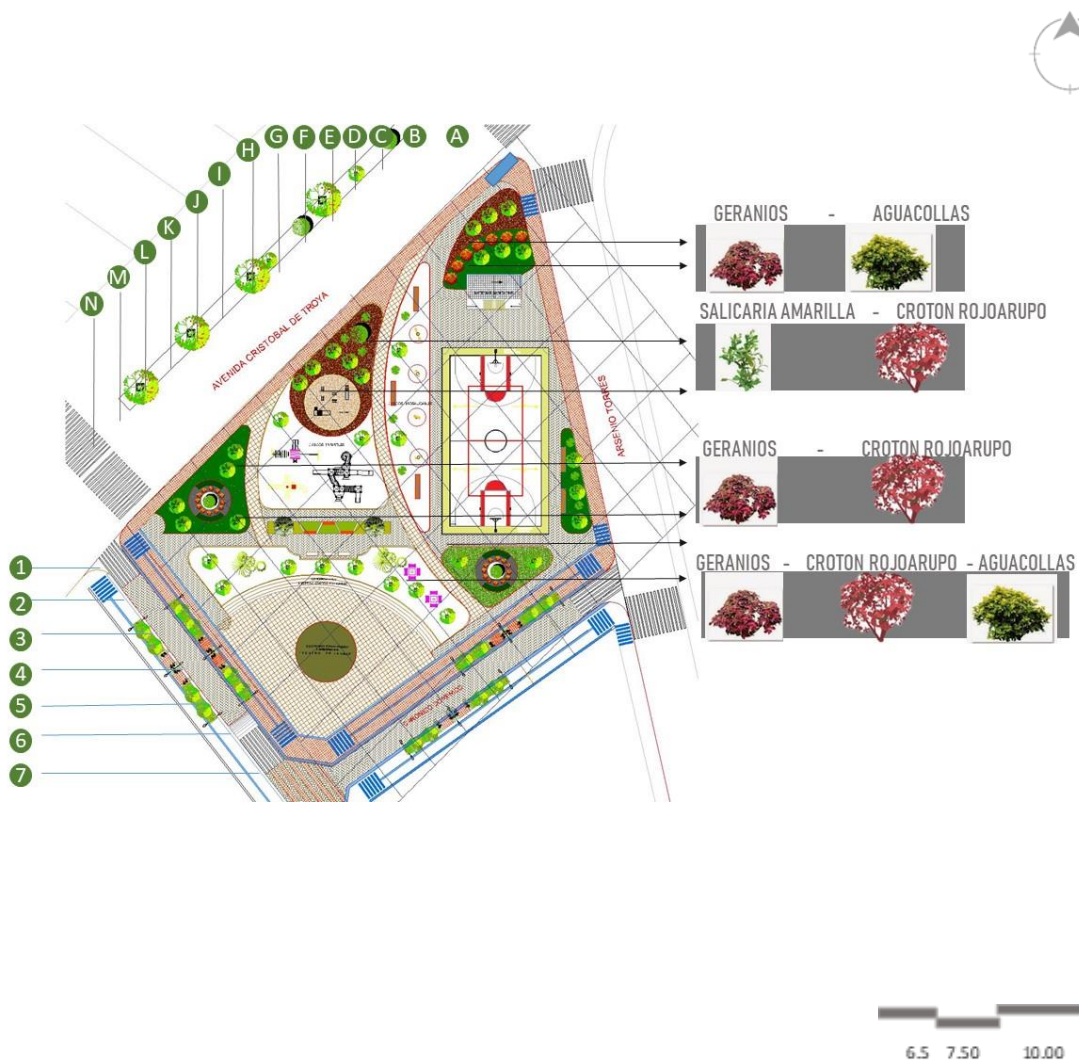 N M L K J I H G F E D C B A
AVENIDA CRISTOBAL DE TROYA
ARSENIO TORRES
GERANIOS - AGUACOLLAS
SALICARIA AMARILLA - CROTON ROJOARUPO
GERANIOS - CROTON ROJOARUPO
GERANIOS - CROTON ROJOARUPO - AGUACOLLAS
1
2
3
4
5
6
7
6.5 7.50 10.00